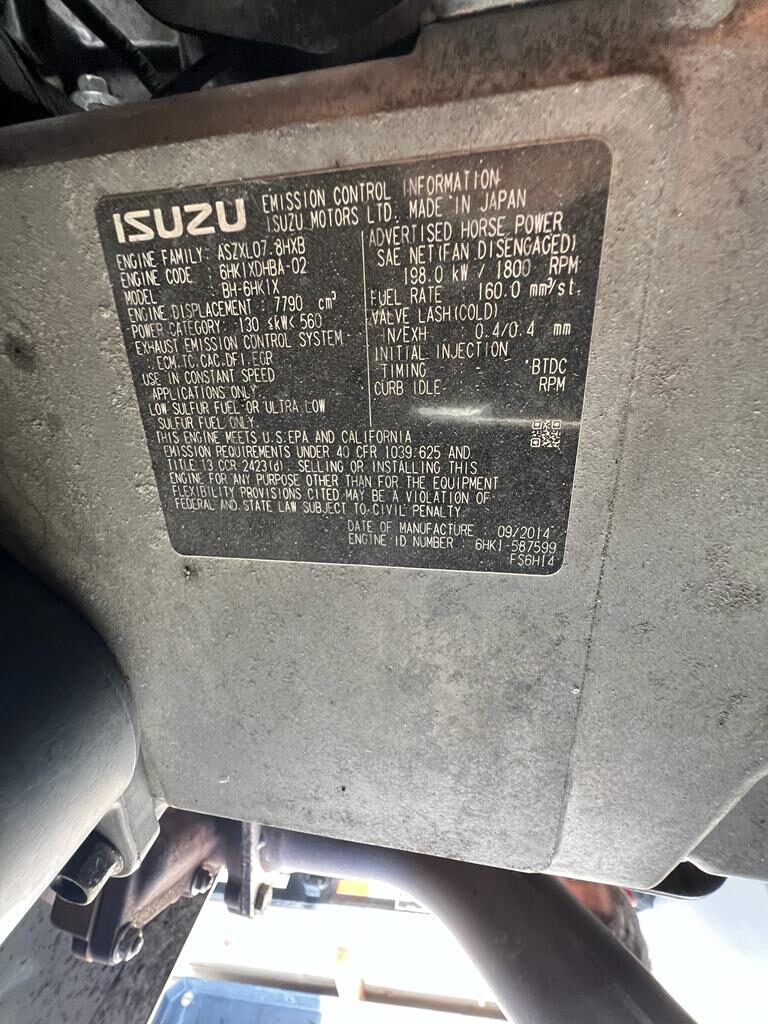 ISUZU EMISSION CONTROL INFORMATION
ISUZU MOTORS LTD. MADE IN JAPAN
ENGINE FAMILY : ASZXL07.8HXB
ENGINE CODE : 6HK1XDHBA-02
MODEL : BH-6HK1X
ENGINE DISPLACEMENT : 7790 cm³
POWER CATEGORY : 130 ≤kW< 560
EXHAUST EMISSION CONTROL SYSTEM
: ECM,TC,CAC,DFI,EGR
USE IN CONSTANT SPEED
APPLICATIONS ONLY
LOW SULFUR FUEL OR ULTRA LOW
SULFUR FUEL ONLY
ADVERTISED HORSE POWER
SAE NET(FAN DISENGAGED)
198.0 kW / 1800 RPM
FUEL RATE : 160.0 mm³/st.
VALVE LASH(COLD)
IN/EXH : 0.4/0.4 mm
INITIAL INJECTION
TIMING : - °BTDC
CURB IDLE : - RPM
THIS ENGINE MEETS U.S.EPA AND CALIFORNIA
EMISSION REQUIREMENTS UNDER 40 CFR 1039.625 AND
TITLE 13 CCR 2423(d). SELLING OR INSTALLING THIS
ENGINE FOR ANY PURPOSE OTHER THAN FOR THE EQUIPMENT
FLEXIBILITY PROVISIONS CITED MAY BE A VIOLATION OF
FEDERAL AND STATE LAW SUBJECT TO CIVIL PENALTY.
DATE OF MANUFACTURE : 09/2014
ENGINE ID NUMBER : 6HK1-587599
FS6H14